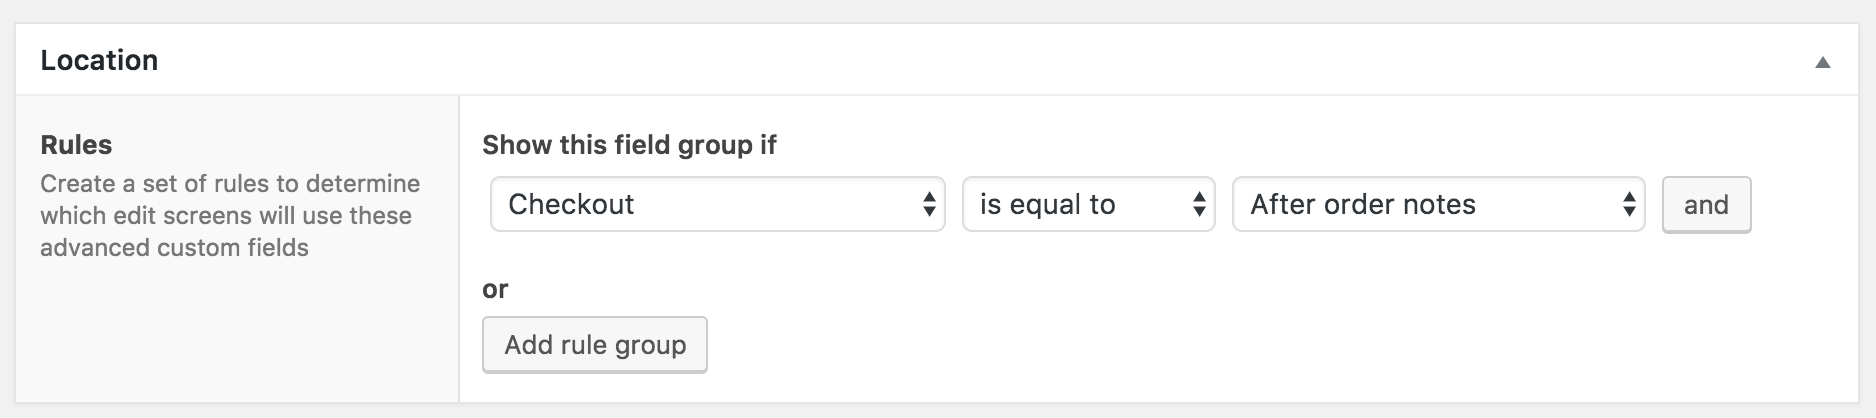 Location
Rules
Create a set of rules to determine
which edit screens will use these
advanced custom fields
Show this field group if
Checkout is equal to After order notes and
or
Add rule group